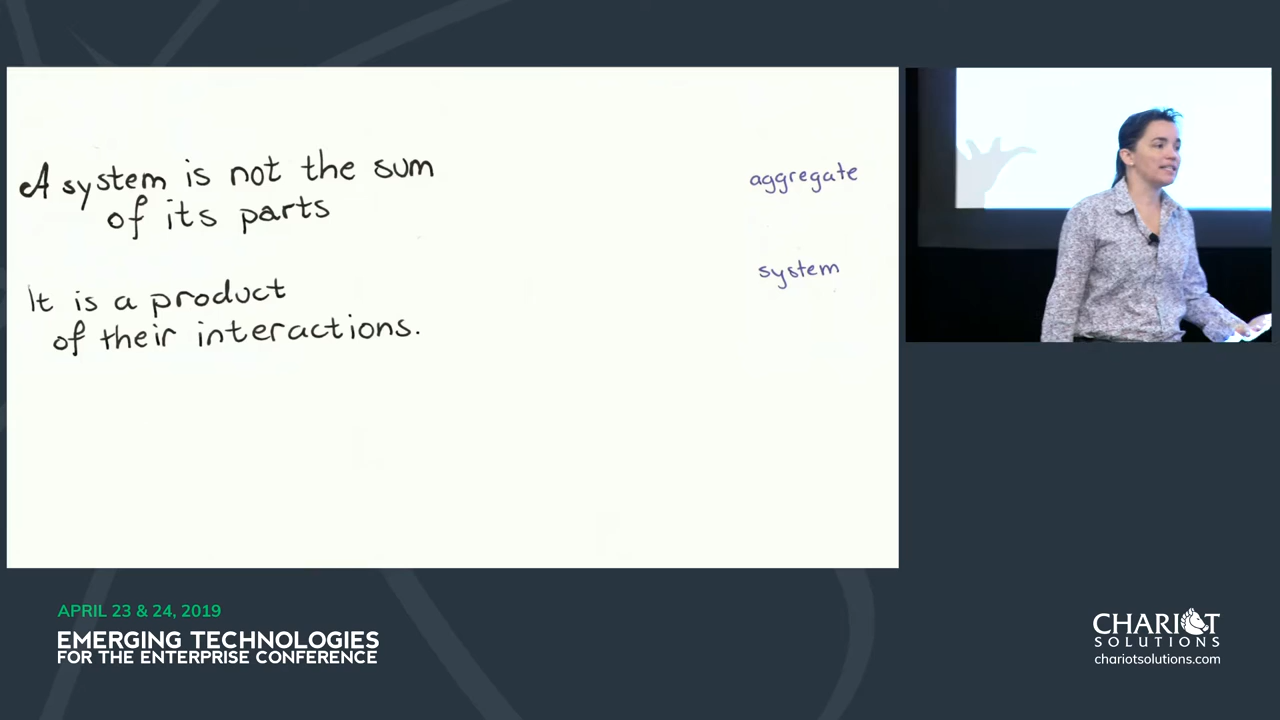 A system is not the sum
of its parts
It is a product
of their interactions.
aggregate
system
APRIL 23 & 24, 2019
EMERGING TECHNOLOGIES
FOR THE ENTERPRISE CONFERENCE
CHARIOT
SOLUTIONS
chariotsolutions.com